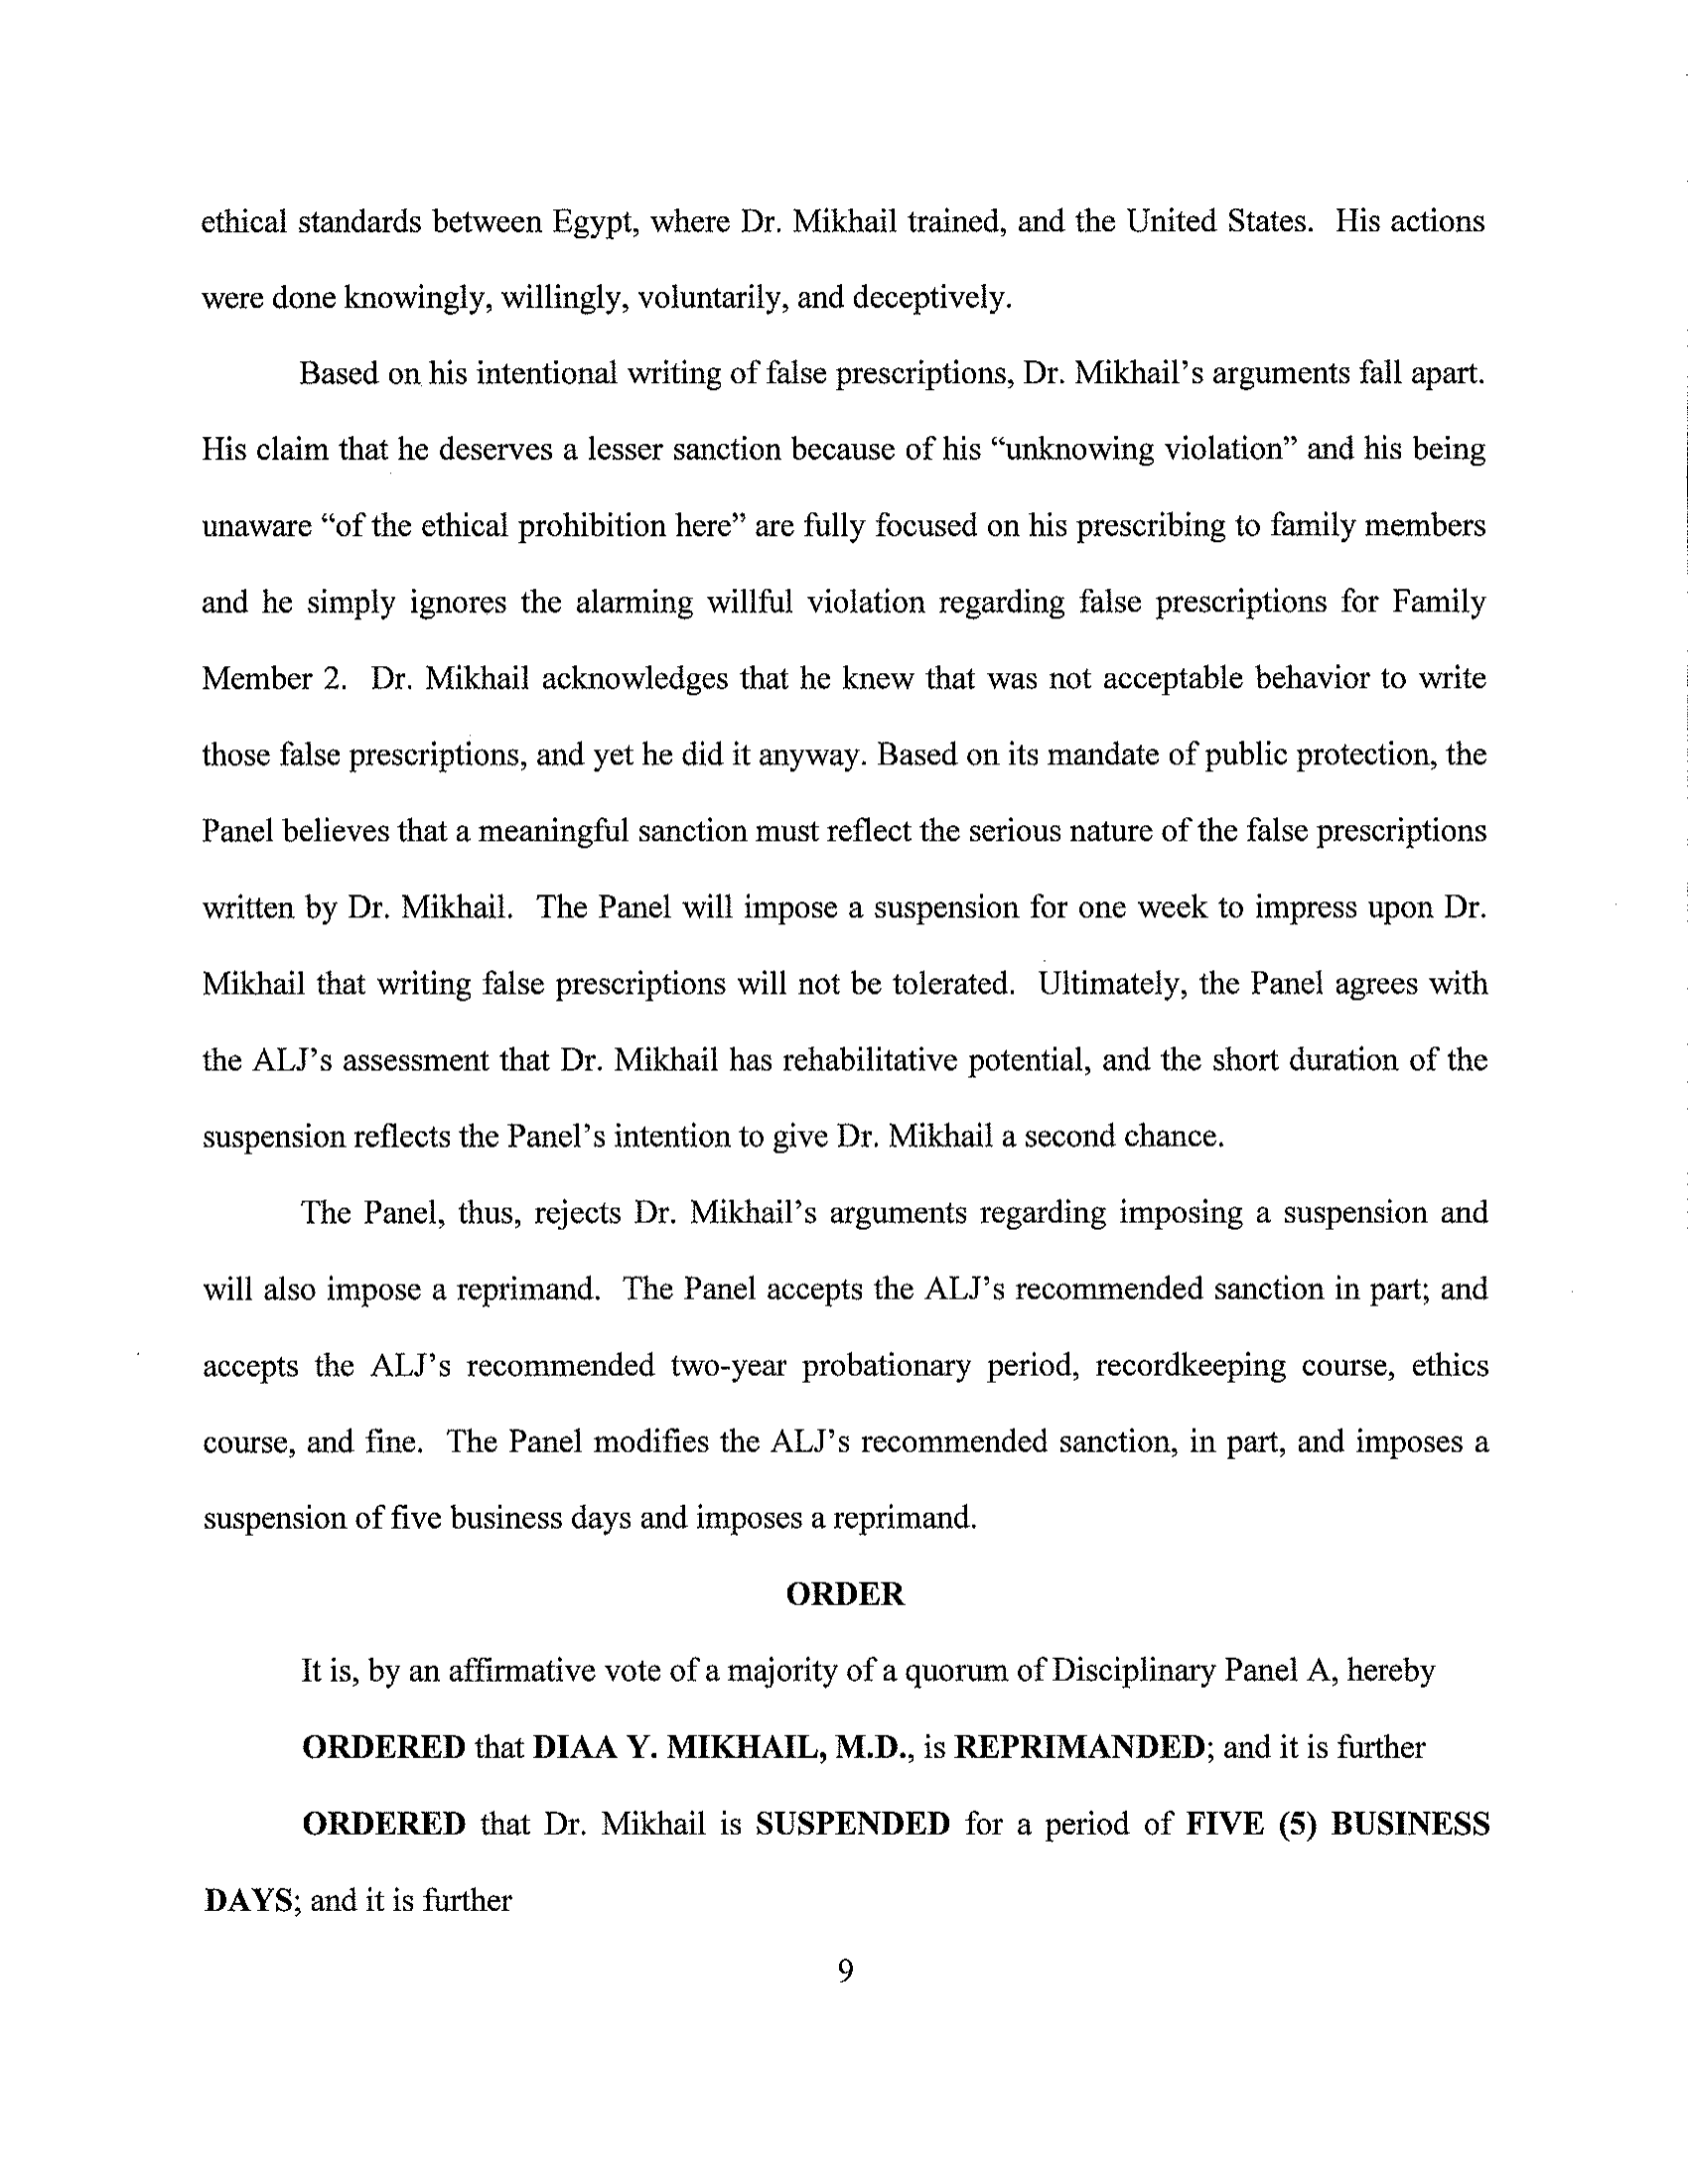 ethical standards between Egypt, where Dr. Mikhail trained, and the United States. His actions
were done knowingly, willingly, voluntarily, and deceptively.
Based on his intentional writing of false prescriptions, Dr. Mikhail's arguments fall apart.
His claim that he deserves a lesser sanction because of his “unknowing violation” and his being
unaware “of the ethical prohibition here” are fully focused on his prescribing to family members
and he simply ignores the alarming willful violation regarding false prescriptions for Family
Member 2. Dr. Mikhail acknowledges that he knew that was not acceptable behavior to write
those false prescriptions, and yet he did it anyway. Based on its mandate of public protection, the
Panel believes that a meaningful sanction must reflect the serious nature of the false prescriptions
written by Dr. Mikhail. The Panel will impose a suspension for one week to impress upon Dr.
Mikhail that writing false prescriptions will not be tolerated. Ultimately, the Panel agrees with
the ALJ's assessment that Dr. Mikhail has rehabilitative potential, and the short duration of the
suspension reflects the Panel's intention to give Dr. Mikhail a second chance.
The Panel, thus, rejects Dr. Mikhail's arguments regarding imposing a suspension and
will also impose a reprimand. The Panel accepts the ALJ's recommended sanction in part; and
accepts the ALJ's recommended two-year probationary period, recordkeeping course, ethics
course, and fine. The Panel modifies the ALJ's recommended sanction, in part, and imposes a
suspension of five business days and imposes a reprimand.
ORDER
It is, by an affirmative vote of a majority of a quorum of Disciplinary Panel A, hereby
ORDERED that DIAA Y. MIKHAIL, M.D., is REPRIMANDED; and it is further
ORDERED that Dr. Mikhail is SUSPENDED for a period of FIVE (5) BUSINESS
DAYS; and it is further
9